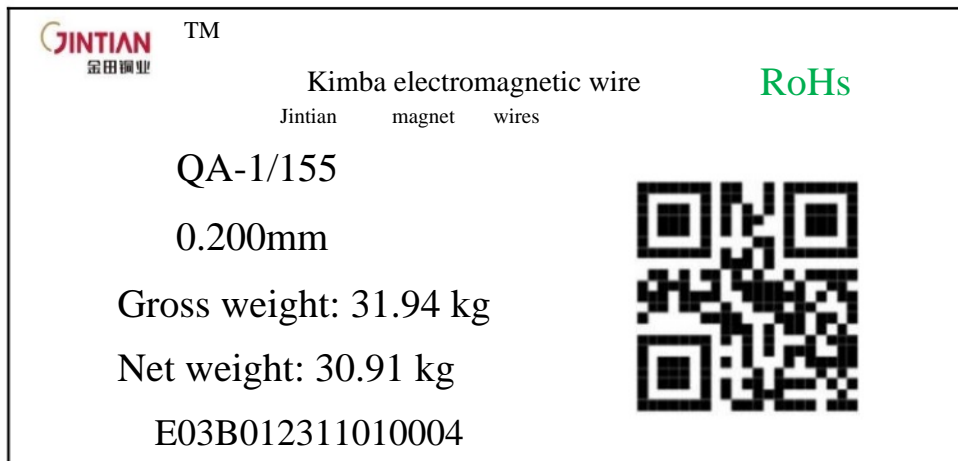 JINTIAN TM
金田铜业
Kimba electromagnetic wire
RoHs
Jintian magnet wires
QA-1/155
0.200mm
Gross weight: 31.94 kg
Net weight: 30.91 kg
E03B012311010004